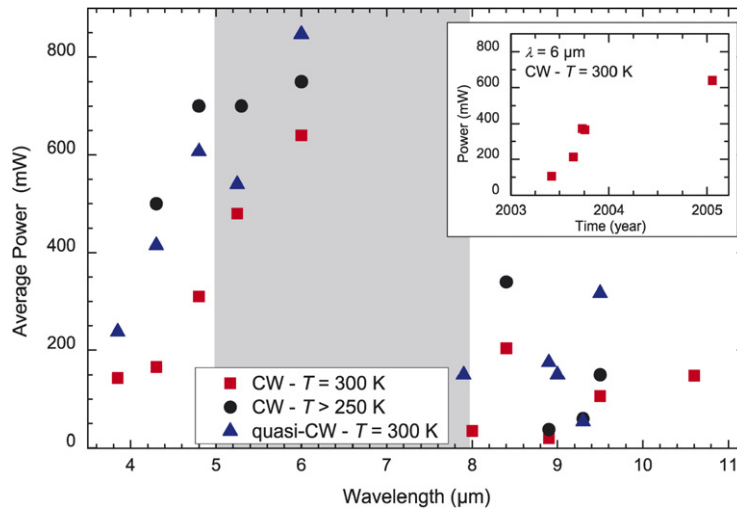 Average Power (mW)
800
600
400
200
0
4
5
6
7
8
9
10
11
Wavelength (µm)
CW - T = 300 K
CW - T > 250 K
quasi-CW - T = 300 K
λ = 6 µm
CW - T = 300 K
Power (mW)
800
600
400
200
0
2003
2004
2005
Time (year)